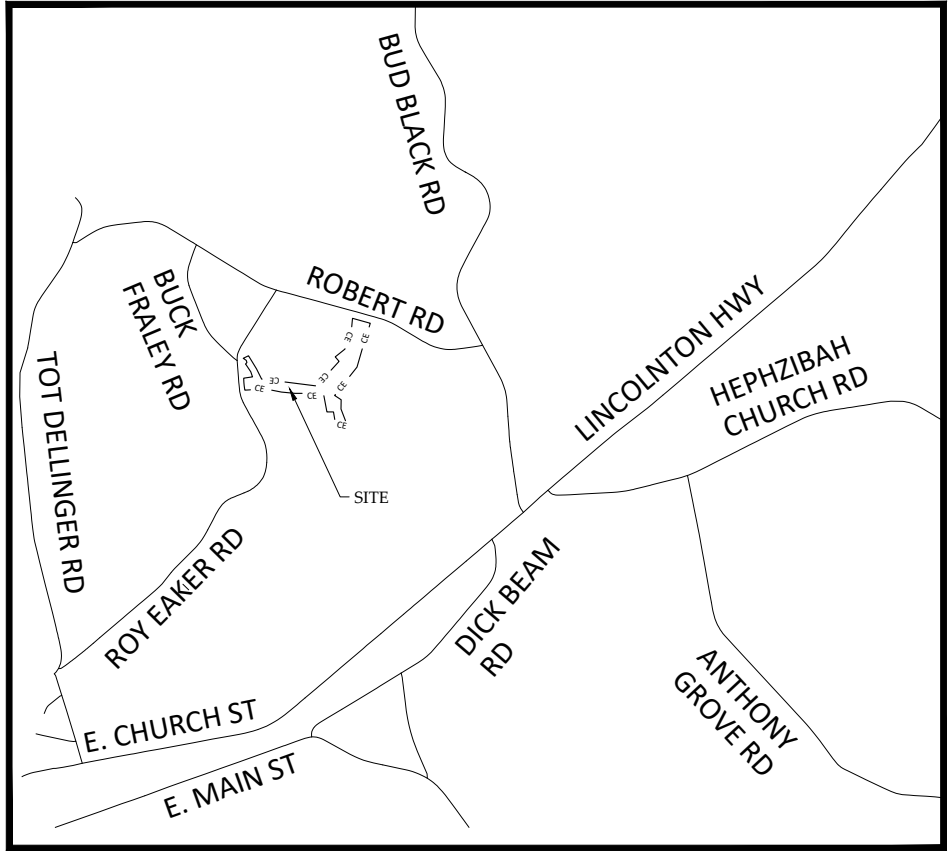 BUD BLACK RD
ROBERT RD
BUCK
FRALEY RD
LINCOLNTON HWY
HEPHZIBAH
CHURCH RD
TOT DELLINGER RD
CE
CE
CE
CE
CE
CE
CE
CE
SITE
ROY EAKER RD
DICK BEAM
RD
ANTHONY
GROVE RD
E. CHURCH ST
E. MAIN ST